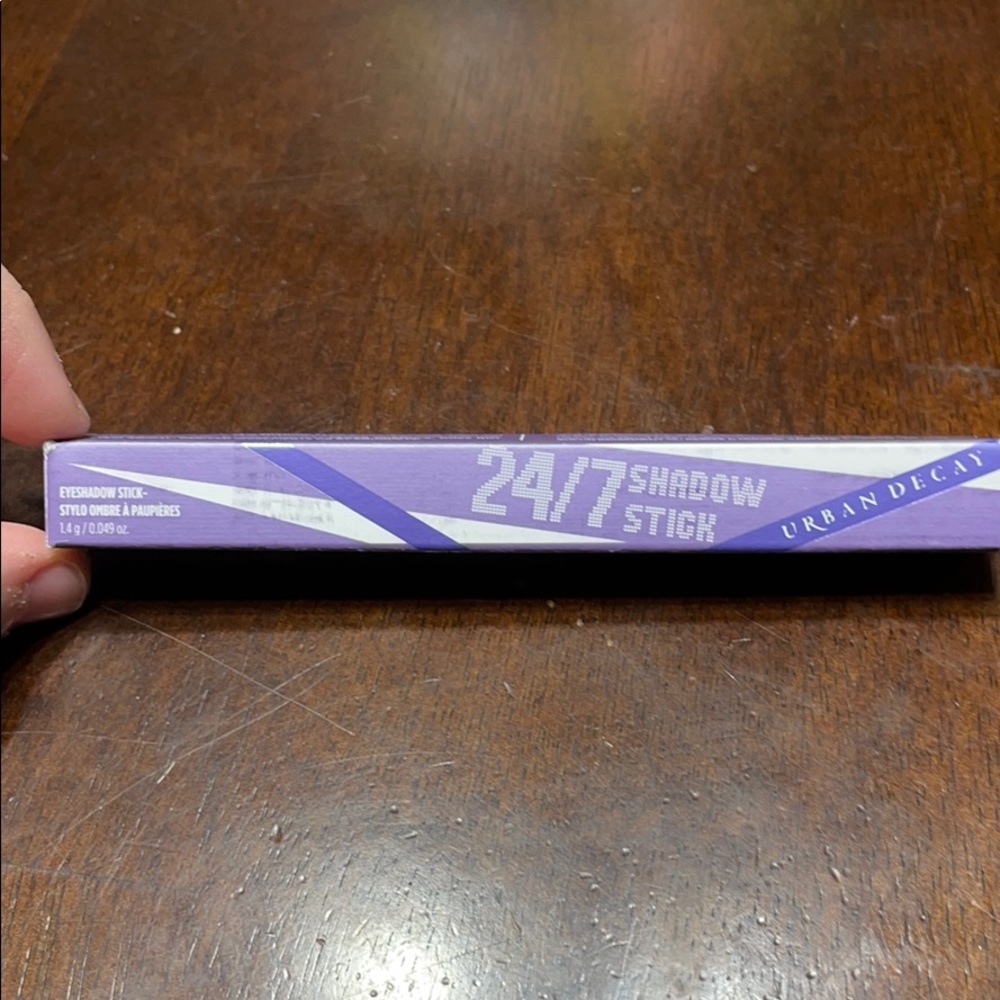 EYESHADOW STICK-
STYLO OMBRE À PAUPIÈRES
1.4 g / 0.049 oz.
24/7 SHADOW
STICK
URBAN DECAY